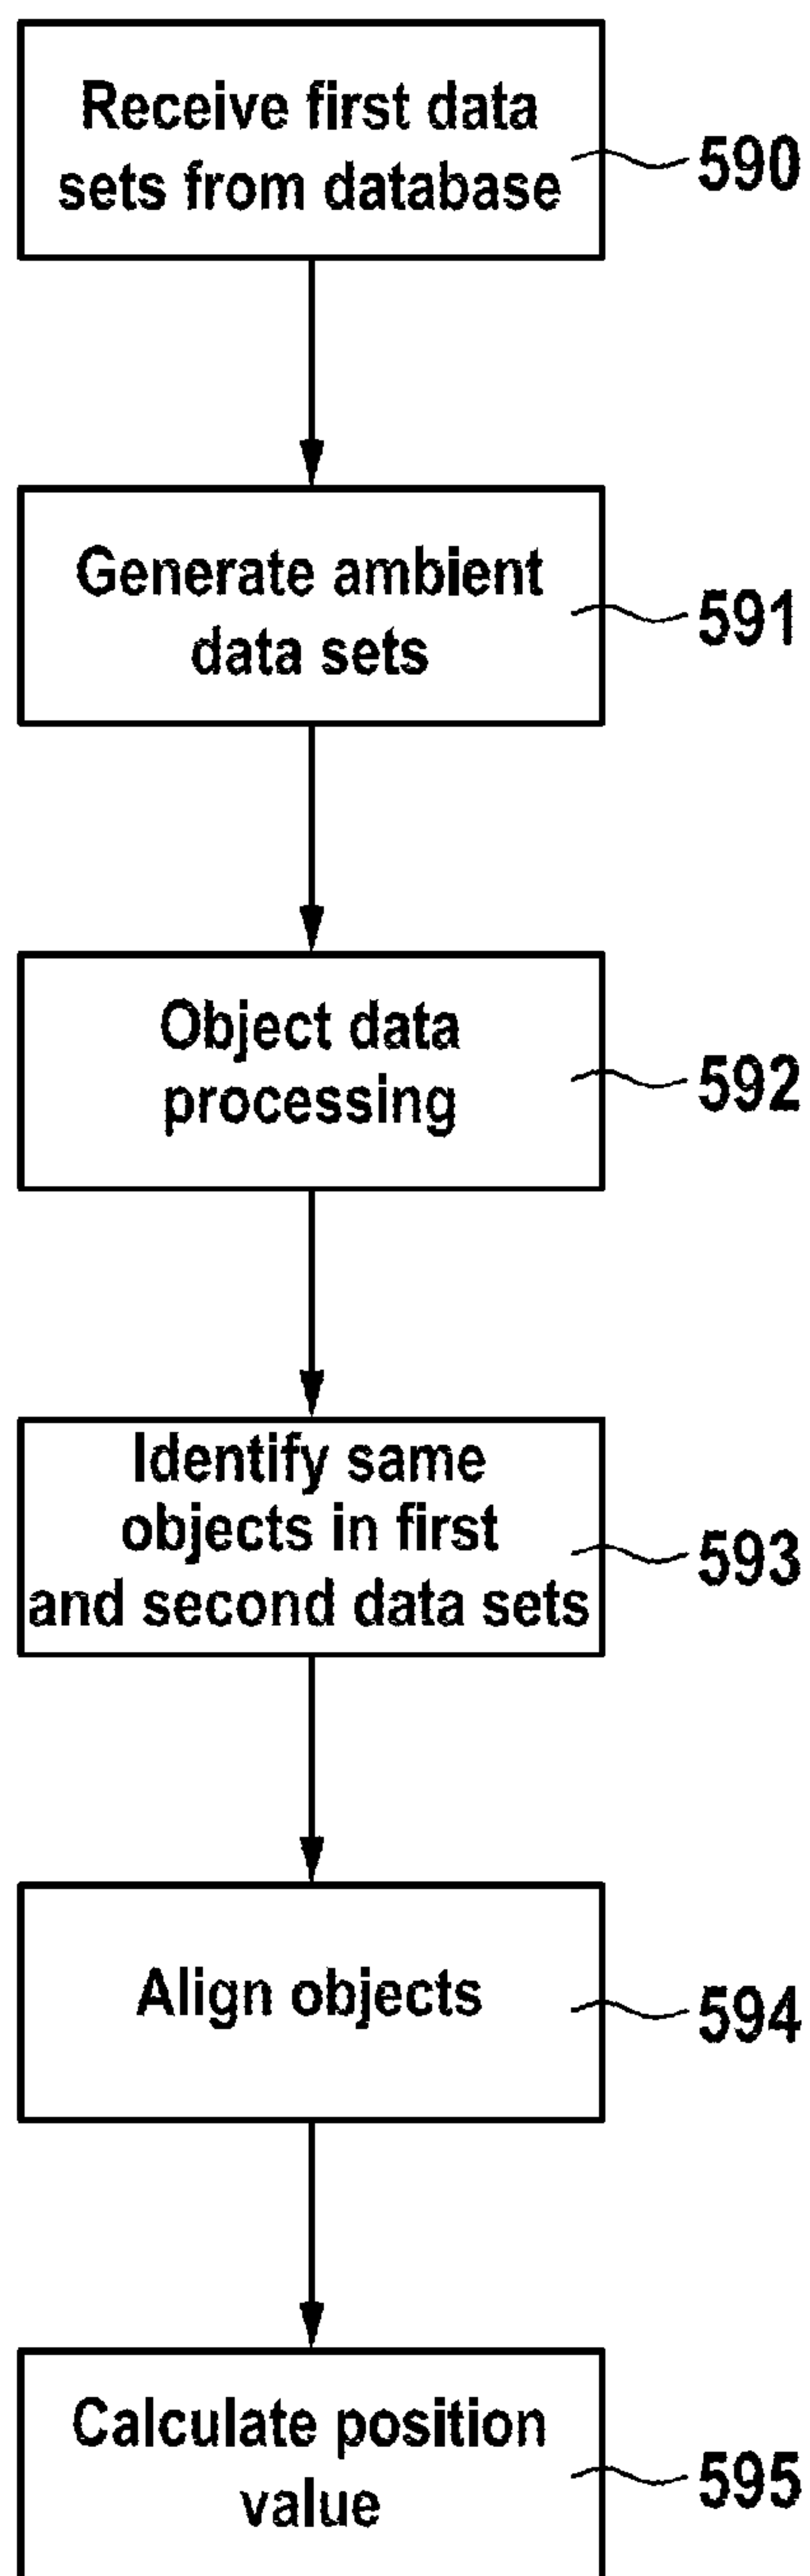 Receive first data
sets from database
590
Generate ambient
data sets
591
Object data
processing
592
Identify same
objects in first
and second data sets
593
Align objects
594
Calculate position
value
595